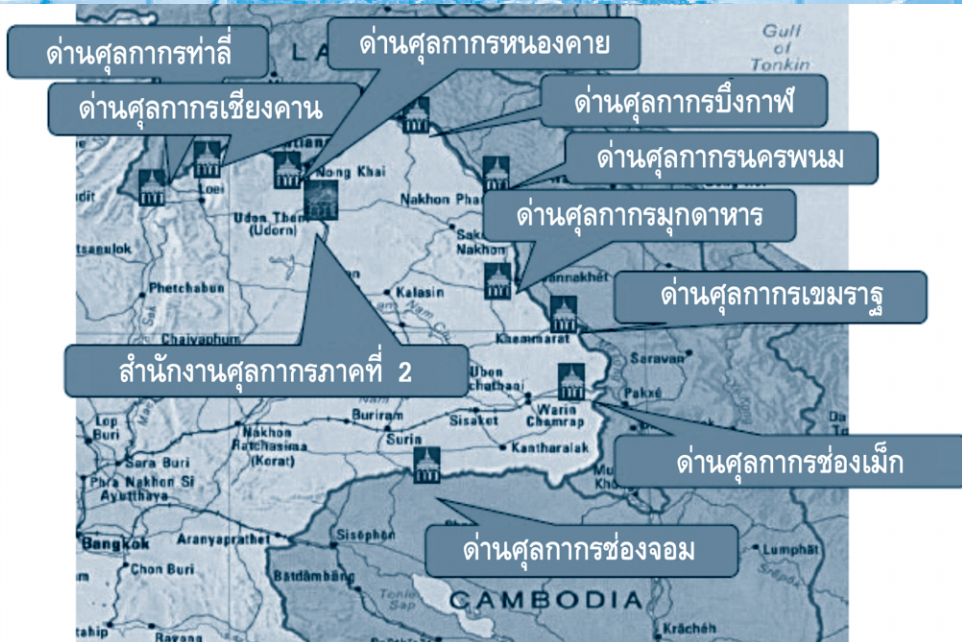 Gulf
of
Tonkin
ด่านศุลกากรท่าลี่
LA
ด่านศุลกากรหนองคาย
ด่านศุลกากรเชียงคาน
ด่านศุลกากรบึงกาฬ
ด่านศุลกากรนครพนม
Nong Khai
Loei
Nakhon Pha
ด่านศุลกากรมุกดาหาร
Udon Thani
(Udorn)
Nakhon
Phetchabun
Kalasin
ด่านศุลกากรเขมราฐ
Chaiyaphum
Khemmarat
สำนักงานศุลกากรภาคที่ 2
Saravan
Ubon
Pakxé
Lop
Buri
Buriram
Sisaket
Warin
Chamrap
Nakhon
Ratchasima
(Korat)
Surin
Kantharalak
ด่านศุลกากรช่องเม็ก
Sara Buri
Phra Nakhon Si
Ayutthaya
Bangkok
Aranyaprathet
Sisŏphŏn
ด่านศุลกากรช่องจอม
Lumphăt
Chon Buri
Bătdâmbâng
Tonle
Sap
CAMBODIA
Krâchéh
Rayong